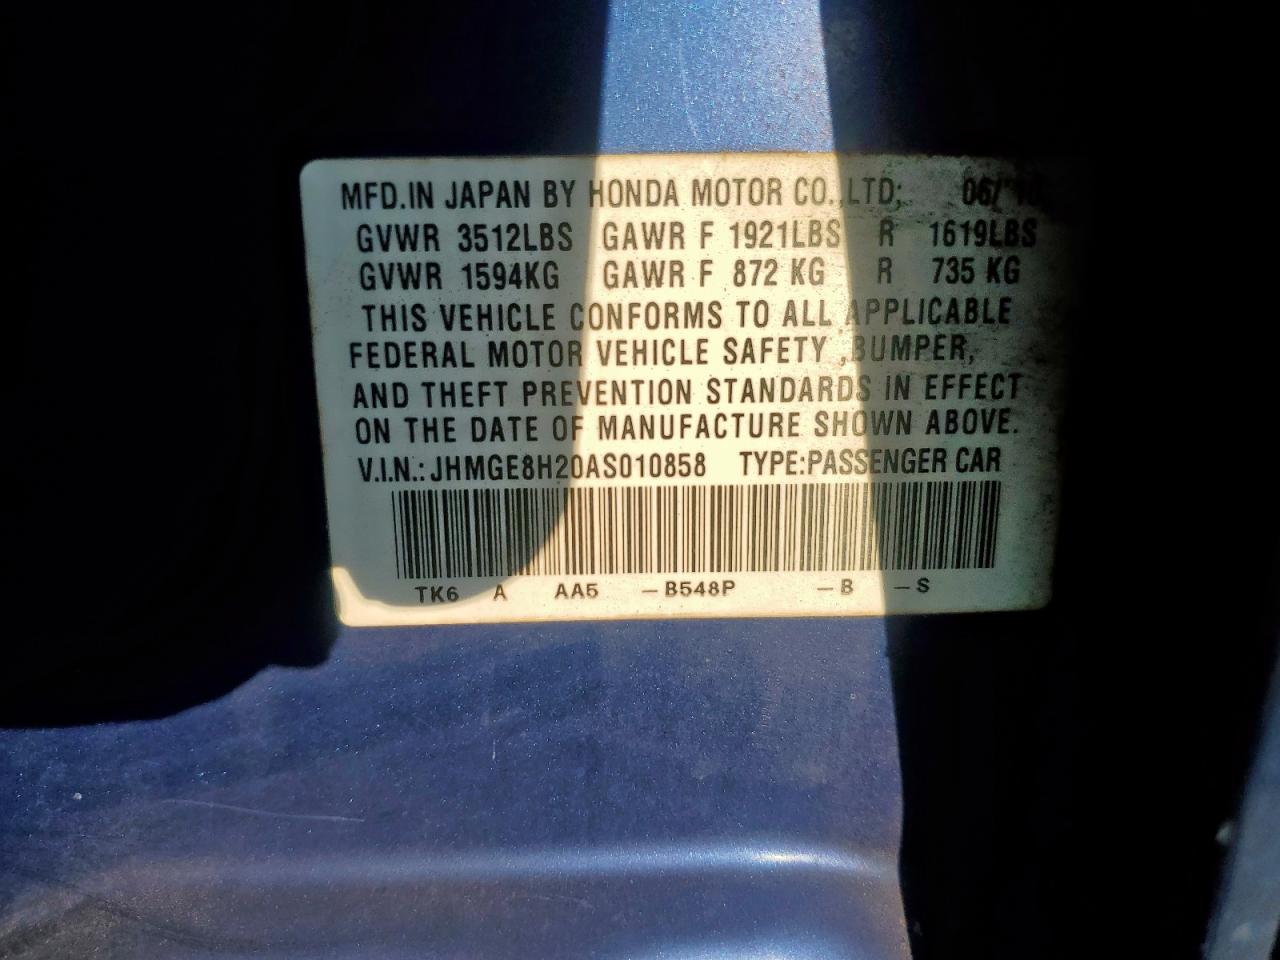 MFD.IN JAPAN BY HONDA MOTOR CO.,LTD; 06/'10
GVWR 3512LBS GAWR F 1921LBS R 1619LBS
GVWR 1594KG GAWR F 872 KG R 735 KG
THIS VEHICLE CONFORMS TO ALL APPLICABLE
FEDERAL MOTOR VEHICLE SAFETY ,BUMPER,
AND THEFT PREVENTION STANDARDS IN EFFECT
ON THE DATE OF MANUFACTURE SHOWN ABOVE.
V.I.N.: JHMGE8H20AS010858 TYPE:PASSENGER CAR
TK6 A AA5 -B548P -B -S